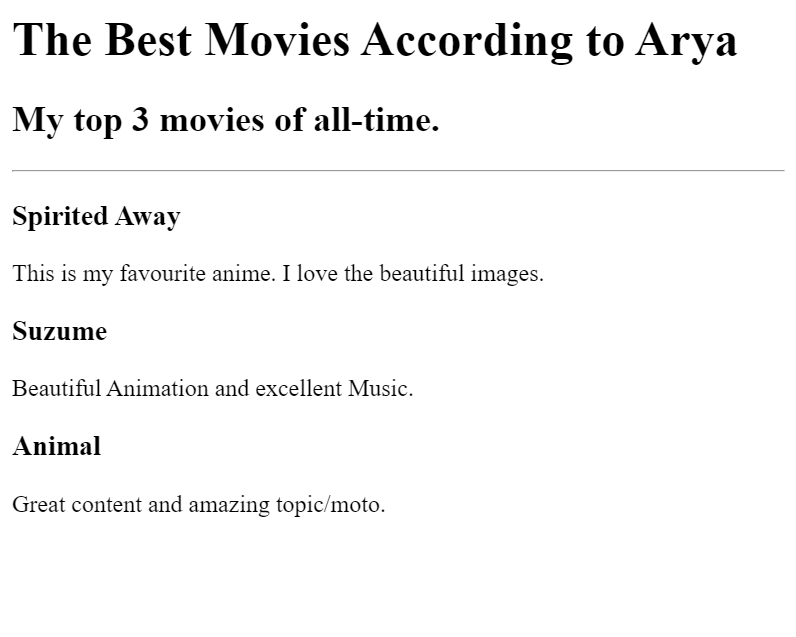 The Best Movies According to Arya
My top 3 movies of all-time.
Spirited Away
This is my favourite anime. I love the beautiful images.
Suzume
Beautiful Animation and excellent Music.
Animal
Great content and amazing topic/moto.